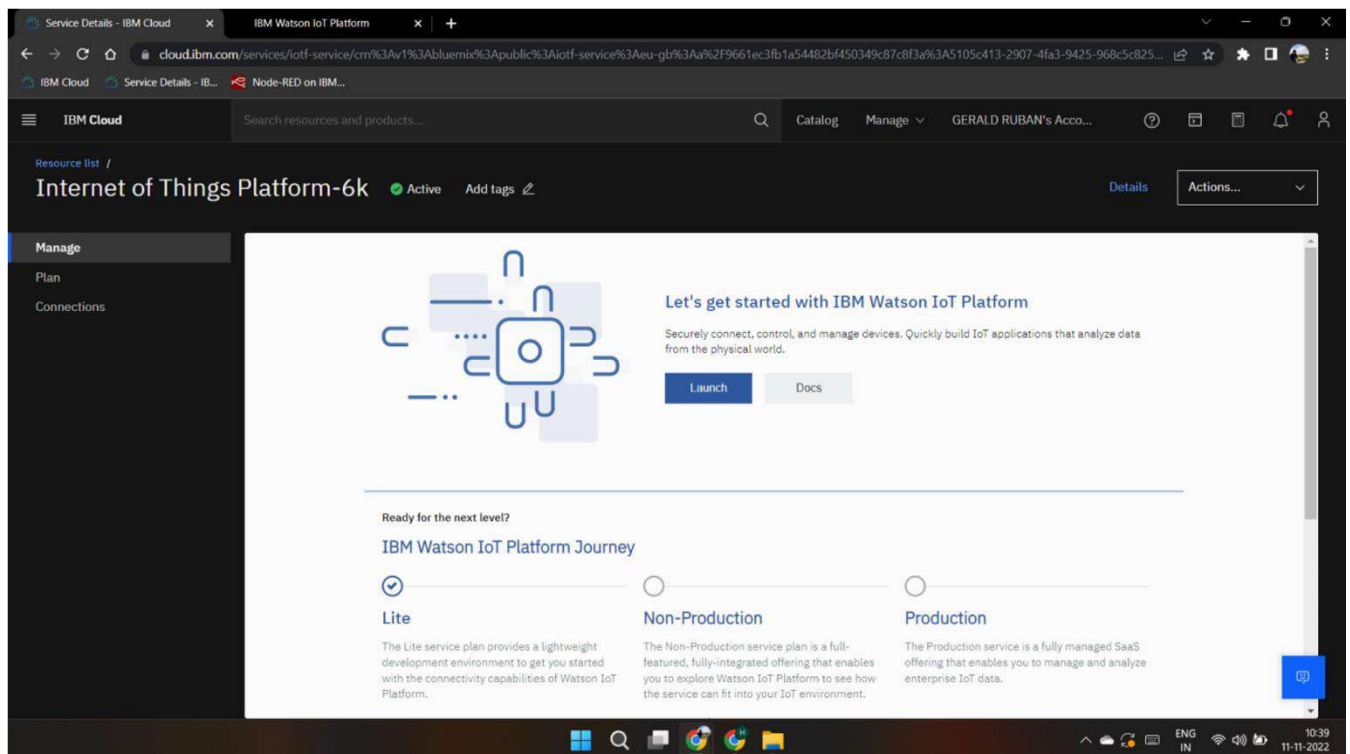 Service Details - IBM Cloud
IBM Watson IoT Platform
cloud.ibm.com/services/iotf-service/crn%3Av1%3Abluemix%3Apublic%3Aiotf-service%3Aeu-gb%3Aa%2F9661ec3fb1a54482bf450349c87c8f3a%3A5105c413-2907-4fa3-9425-968c5c825...
IBM Cloud Service Details - IB... Node-RED on IBM...
IBM Cloud Search resources and products... Catalog Manage GERALD RUBAN's Acco...
Resource list /
Internet of Things Platform-6k Active Add tags Details Actions...
Manage
Plan
Connections
Let's get started with IBM Watson IoT Platform
Securely connect, control, and manage devices. Quickly build IoT applications that analyze data
from the physical world.
Launch Docs
Ready for the next level?
IBM Watson IoT Platform Journey
Lite
The Lite service plan provides a lightweight
development environment to get you started
with the connectivity capabilities of Watson IoT
Platform.
Non-Production
The Non-Production service plan is a full-
featured, fully-integrated offering that enables
you to explore Watson IoT Platform to see how
the service can fit into your IoT environment.
Production
The Production service is a fully managed SaaS
offering that enables you to manage and analyze
enterprise IoT data.
ENG
IN
10:39
11-11-2022